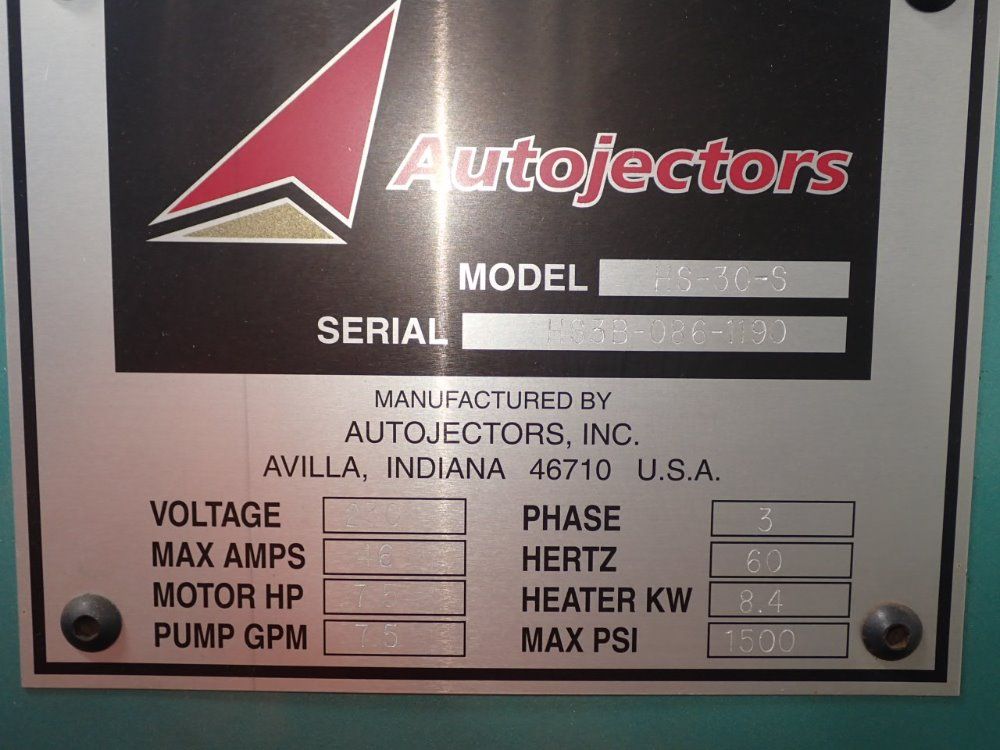 Autojectors
MODEL HS-30-S
SERIAL HS3B-086-1190
MANUFACTURED BY
AUTOJECTORS, INC.
AVILLA, INDIANA 46710 U.S.A.
VOLTAGE 230 PHASE 3
MAX AMPS 46 HERTZ 60
MOTOR HP 7.5 HEATER KW 8.4
PUMP GPM 7.5 MAX PSI 1500